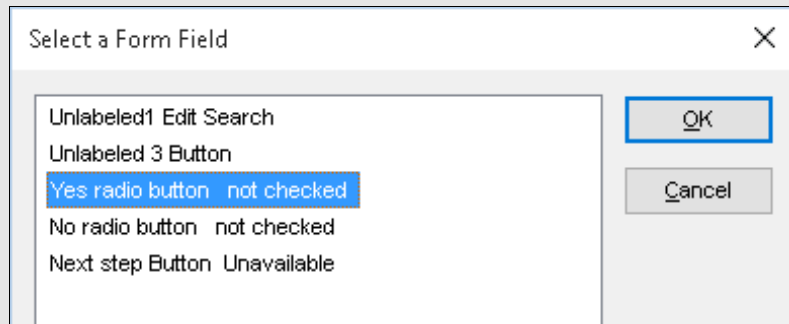 Select a Form Field
Unlabeled1 Edit Search
Unlabeled 3 Button
Yes radio button   not checked
No radio button   not checked
Next step Button  Unavailable
OK
Cancel